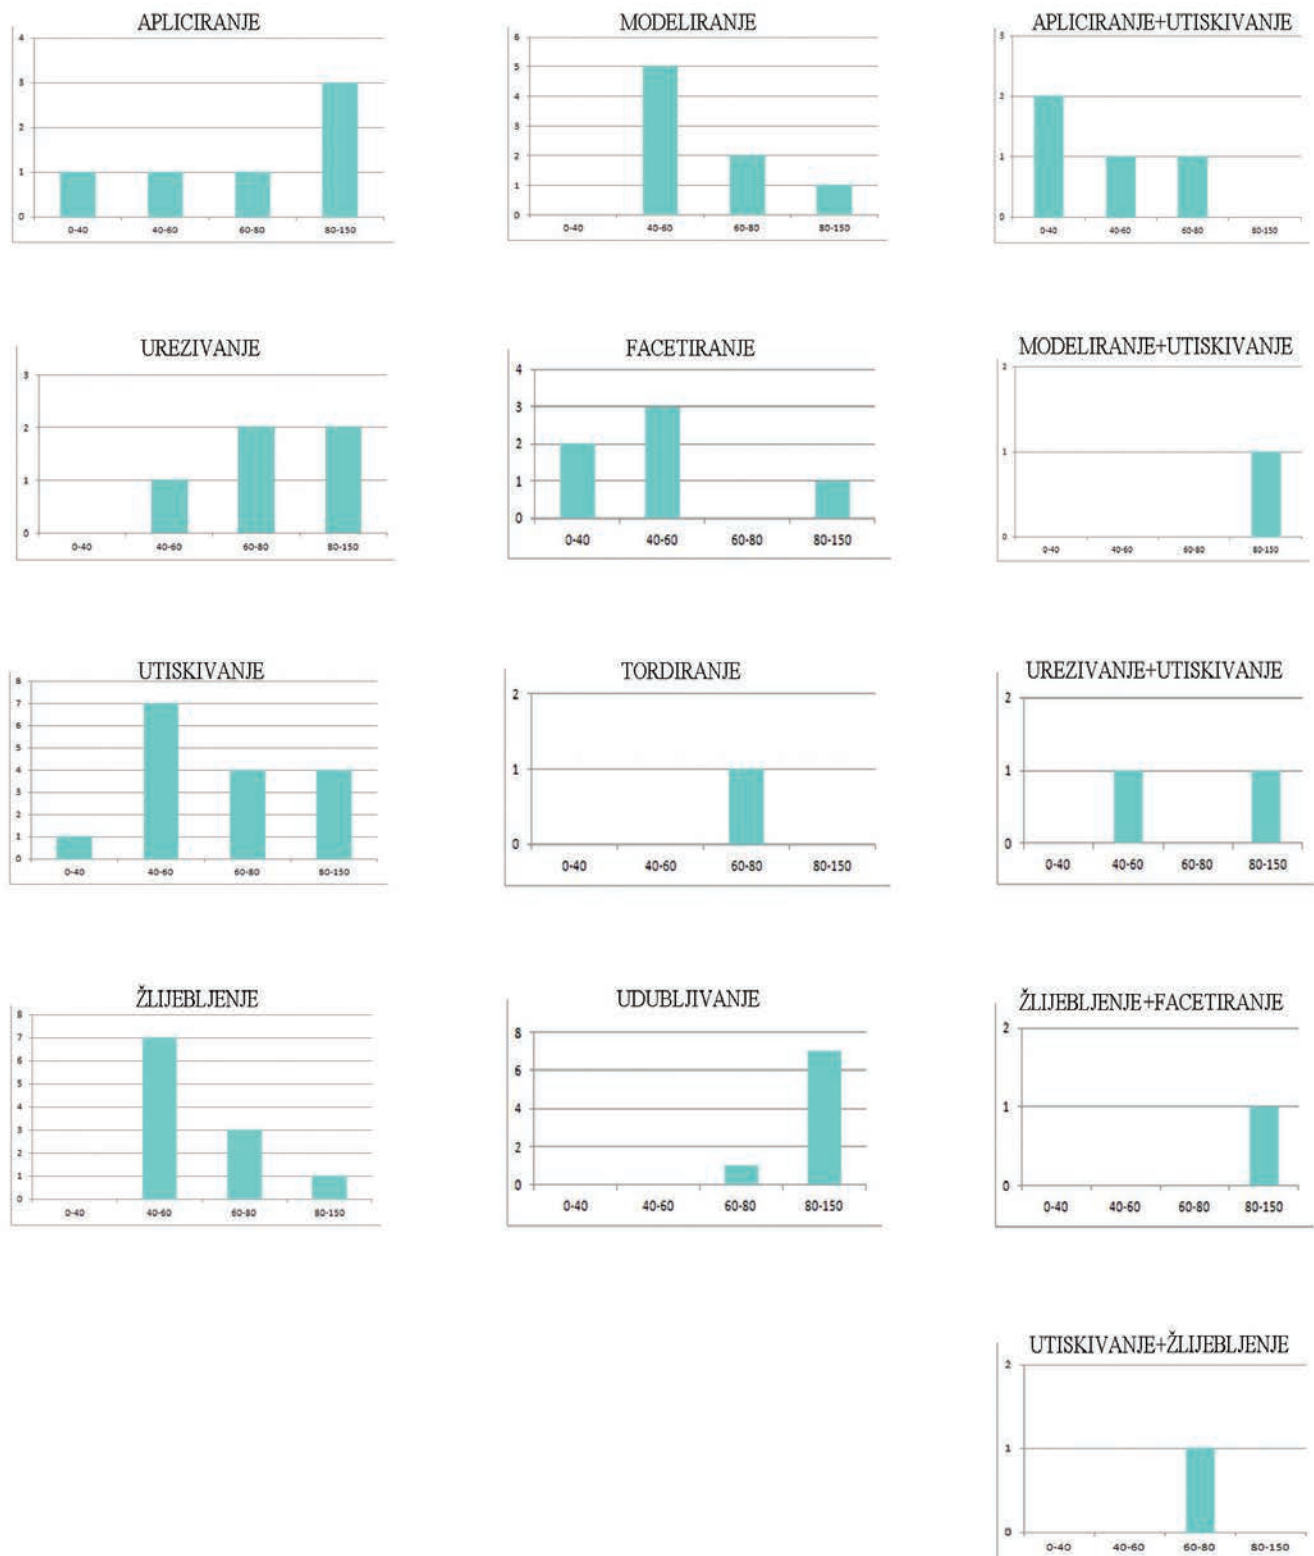 APLICIRANJE
4
3
2
1
0
0-40 40-60 60-80 80-150
MODELIRANJE
6
5
4
3
2
1
0
0-40 40-60 60-80 80-150
APLICIRANJE+UTISKIVANJE
3
2
1
0
0-40 40-60 60-80 80-150
UREZIVANJE
3
2
1
0
0-40 40-60 60-80 80-150
FACETIRANJE
4
3
2
1
0
0-40 40-60 60-80 80-150
MODELIRANJE+UTISKIVANJE
2
1
0
0-40 40-60 60-80 80-150
UTISKIVANJE
8
7
6
5
4
3
2
1
0
0-40 40-60 60-80 80-150
TORDIRANJE
2
1
0
0-40 40-60 60-80 80-150
UREZIVANJE+UTISKIVANJE
2
1
0
0-40 40-60 60-80 80-150
ŽLIJEBLJENJE
8
7
6
5
4
3
2
1
0
0-40 40-60 60-80 80-150
UDUBLJIVANJE
8
6
4
2
0
0-40 40-60 60-80 80-150
ŽLIJEBLJENJE+FACETIRANJE
2
1
0
0-40 40-60 60-80 80-150
UTISKIVANJE+ŽLIJEBLJENJE
2
1
0
0-40 40-60 60-80 80-150